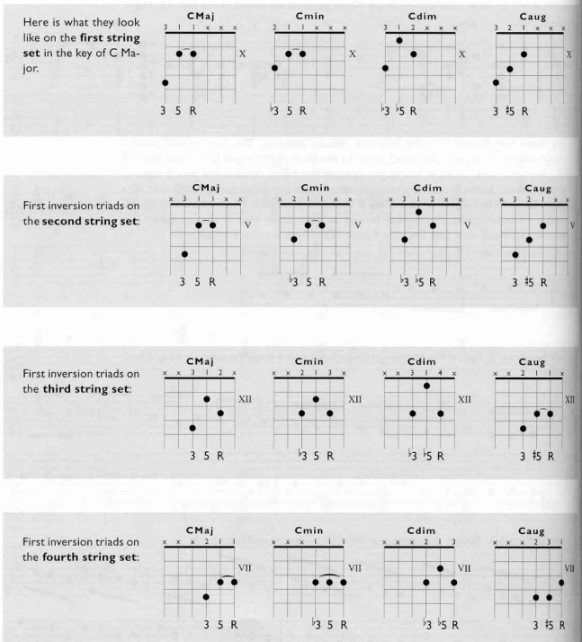 Here is what they look
like on the first string
set in the key of C Ma-
jor.
CMaj
3 1 1 x x x
X
3 5 R
Cmin
2 1 1 x x x
X
♭3 5 R
Cdim
3 1 2 x x x
X
♭3 ♭5 R
Caug
3 2 1 x x x
X
3 ♯5 R
First inversion triads on
the second string set:
CMaj
x 3 1 1 x x
V
3 5 R
Cmin
x 2 1 1 x x
V
♭3 5 R
Cdim
x 3 1 2 x x
V
♭3 ♭5 R
Caug
x 3 2 1 x x
V
3 ♯5 R
First inversion triads on
the third string set:
CMaj
x x 3 1 2 x
XII
3 5 R
Cmin
x x 2 1 3 x
XII
♭3 5 R
Cdim
x x 3 1 4 x
XII
♭3 ♭5 R
Caug
x x 2 1 1 x
XII
3 ♯5 R
First inversion triads on
the fourth string set:
CMaj
x x x 2 1 1
VII
3 5 R
Cmin
x x x 1 1 1
VII
♭3 5 R
Cdim
x x x 2 1 3
VII
♭3 ♭5 R
Caug
x x x 2 3 1
VII
3 ♯5 R